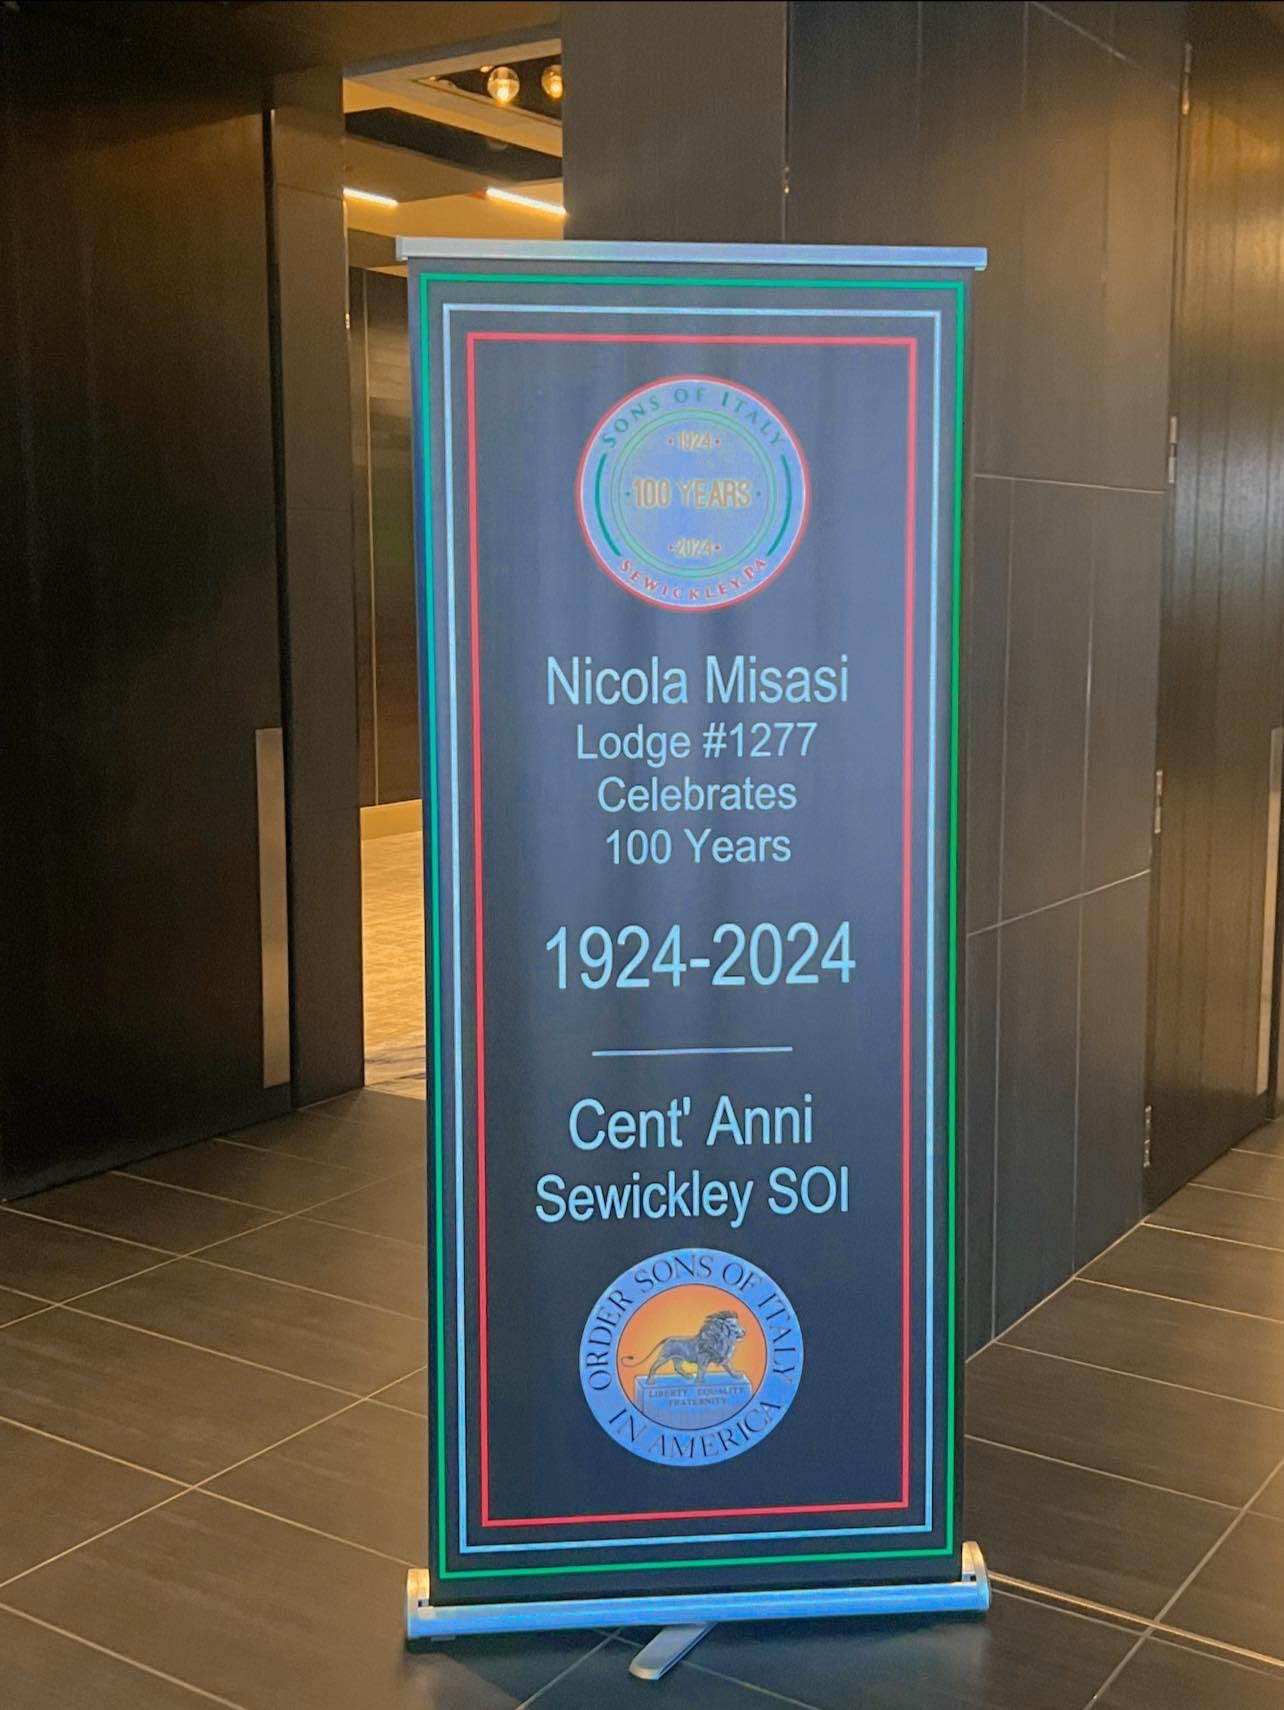 SONS OF ITALY
1924
100 YEARS
2024
SEWICKLEY, PA
Nicola Misasi
Lodge #1277
Celebrates
100 Years
1924-2024
Cent' Anni
Sewickley SOI
ORDER SONS OF ITALY
IN AMERICA
LIBERTY · EQUALITY
FRATERNITY